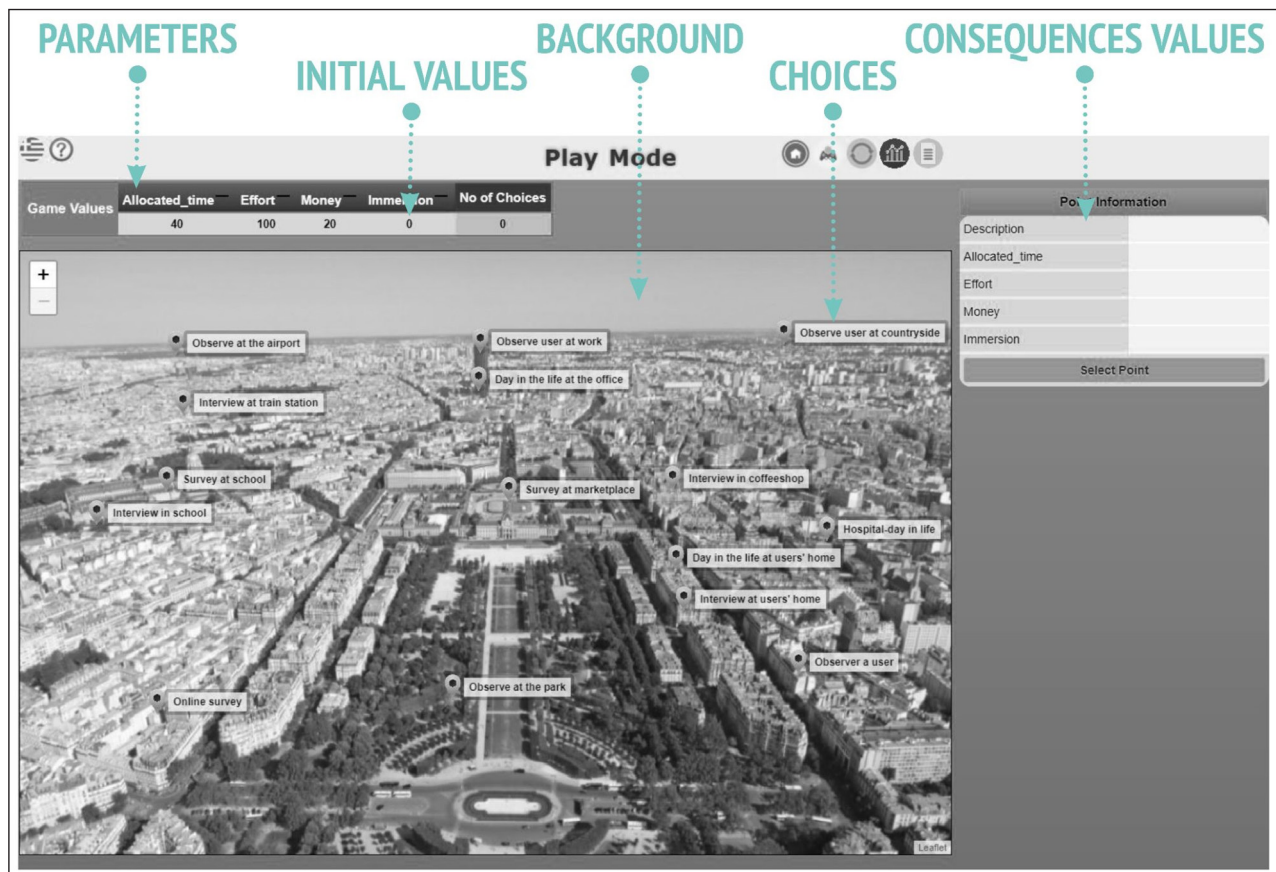 PARAMETERS
BACKGROUND
CONSEQUENCES VALUES
INITIAL VALUES
CHOICES
Play Mode
Game Values
Allocated_time Effort Money Immersion No of Choices
40 100 20 0 0
Point Information
Description
Allocated_time
Effort
Money
Immersion
Select Point
+
−
Observe at the airport
Observe user at work
Observe user at countryside
Day in the life at the office
Interview at train station
Survey at school
Survey at marketplace
Interview in coffeeshop
Interview in school
Hospital-day in life
Day in the life at users' home
Interview at users' home
Observer a user
Observe at the park
Online survey
Leaflet